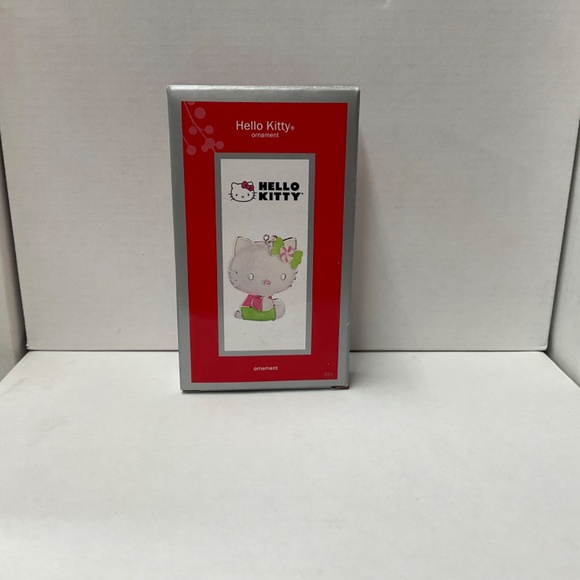 Hello Kitty®
ornament
HELLO
KITTY
ornament